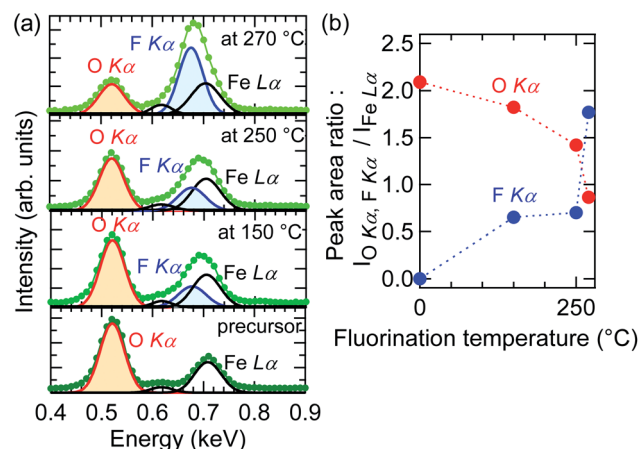 (a)
at 270 °C
F Kα
O Kα
Fe Lα
at 250 °C
O Kα
F Kα
Fe Lα
at 150 °C
O Kα
F Kα
Fe Lα
precursor
O Kα
Fe Lα
Intensity (arb. units)
0.4 0.5 0.6 0.7 0.8 0.9
Energy (keV)
(b)
Peak area ratio :
I O Kα, F Kα / I Fe Lα
2.5
2.0
1.5
1.0
0.5
0.0
O Kα
F Kα
0 150 250
Fluorination temperature (°C)